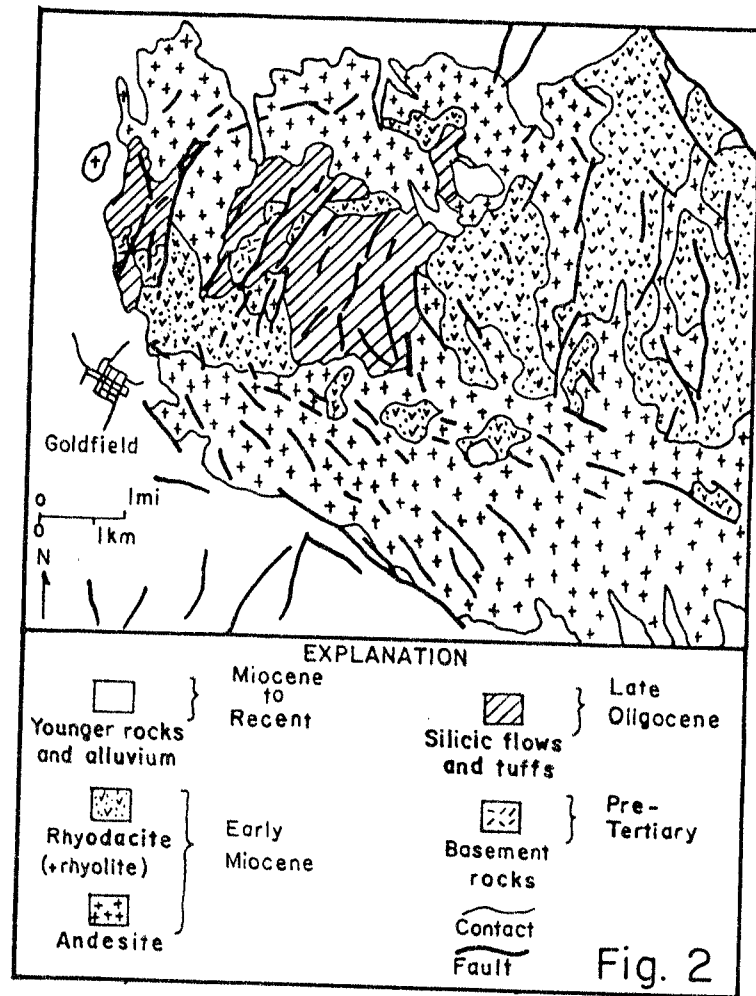 Goldfield
0
1mi
0
1km
N
EXPLANATION
Younger rocks
and alluvium
Miocene
to
Recent
Rhyodacite
(+rhyolite)
Andesite
Early
Miocene
Silicic flows
and tuffs
Late
Oligocene
Basement
rocks
Pre-
Tertiary
Contact
Fault
Fig. 2